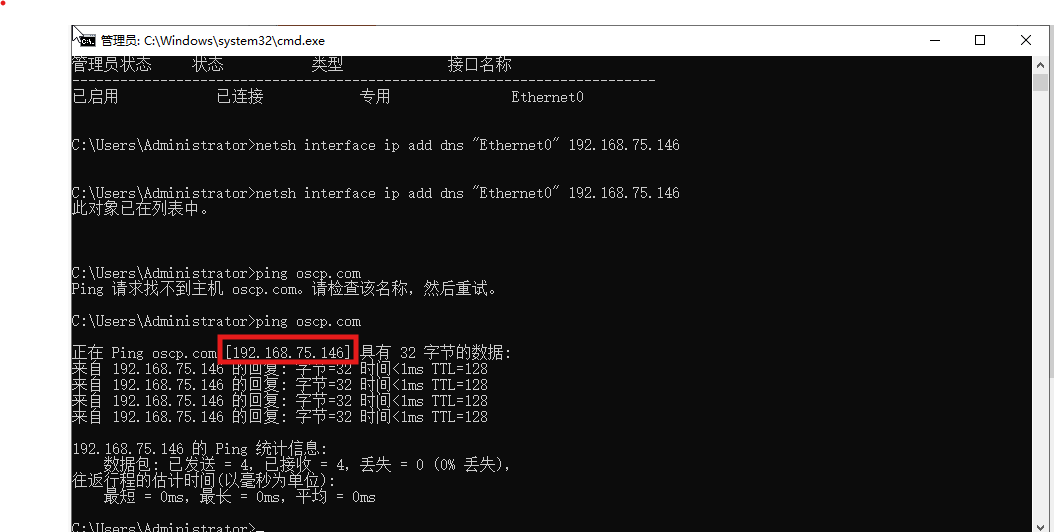 管理员: C:\Windows\system32\cmd.exe
管理员状态 状态 类型 接口名称
-------------------------------------------------------------------------
已启用 已连接 专用 Ethernet0
C:\Users\Administrator>netsh interface ip add dns "Ethernet0" 192.168.75.146
C:\Users\Administrator>netsh interface ip add dns "Ethernet0" 192.168.75.146
此对象已在列表中。
C:\Users\Administrator>ping oscp.com
Ping 请求找不到主机 oscp.com。请检查该名称，然后重试。
C:\Users\Administrator>ping oscp.com
正在 Ping oscp.com [192.168.75.146] 具有 32 字节的数据:
来自 192.168.75.146 的回复: 字节=32 时间<1ms TTL=128
来自 192.168.75.146 的回复: 字节=32 时间<1ms TTL=128
来自 192.168.75.146 的回复: 字节=32 时间<1ms TTL=128
来自 192.168.75.146 的回复: 字节=32 时间<1ms TTL=128
192.168.75.146 的 Ping 统计信息:
数据包: 已发送 = 4，已接收 = 4，丢失 = 0 (0% 丢失)，
往返行程的估计时间(以毫秒为单位):
最短 = 0ms，最长 = 0ms，平均 = 0ms
C:\Users\Administrator>_